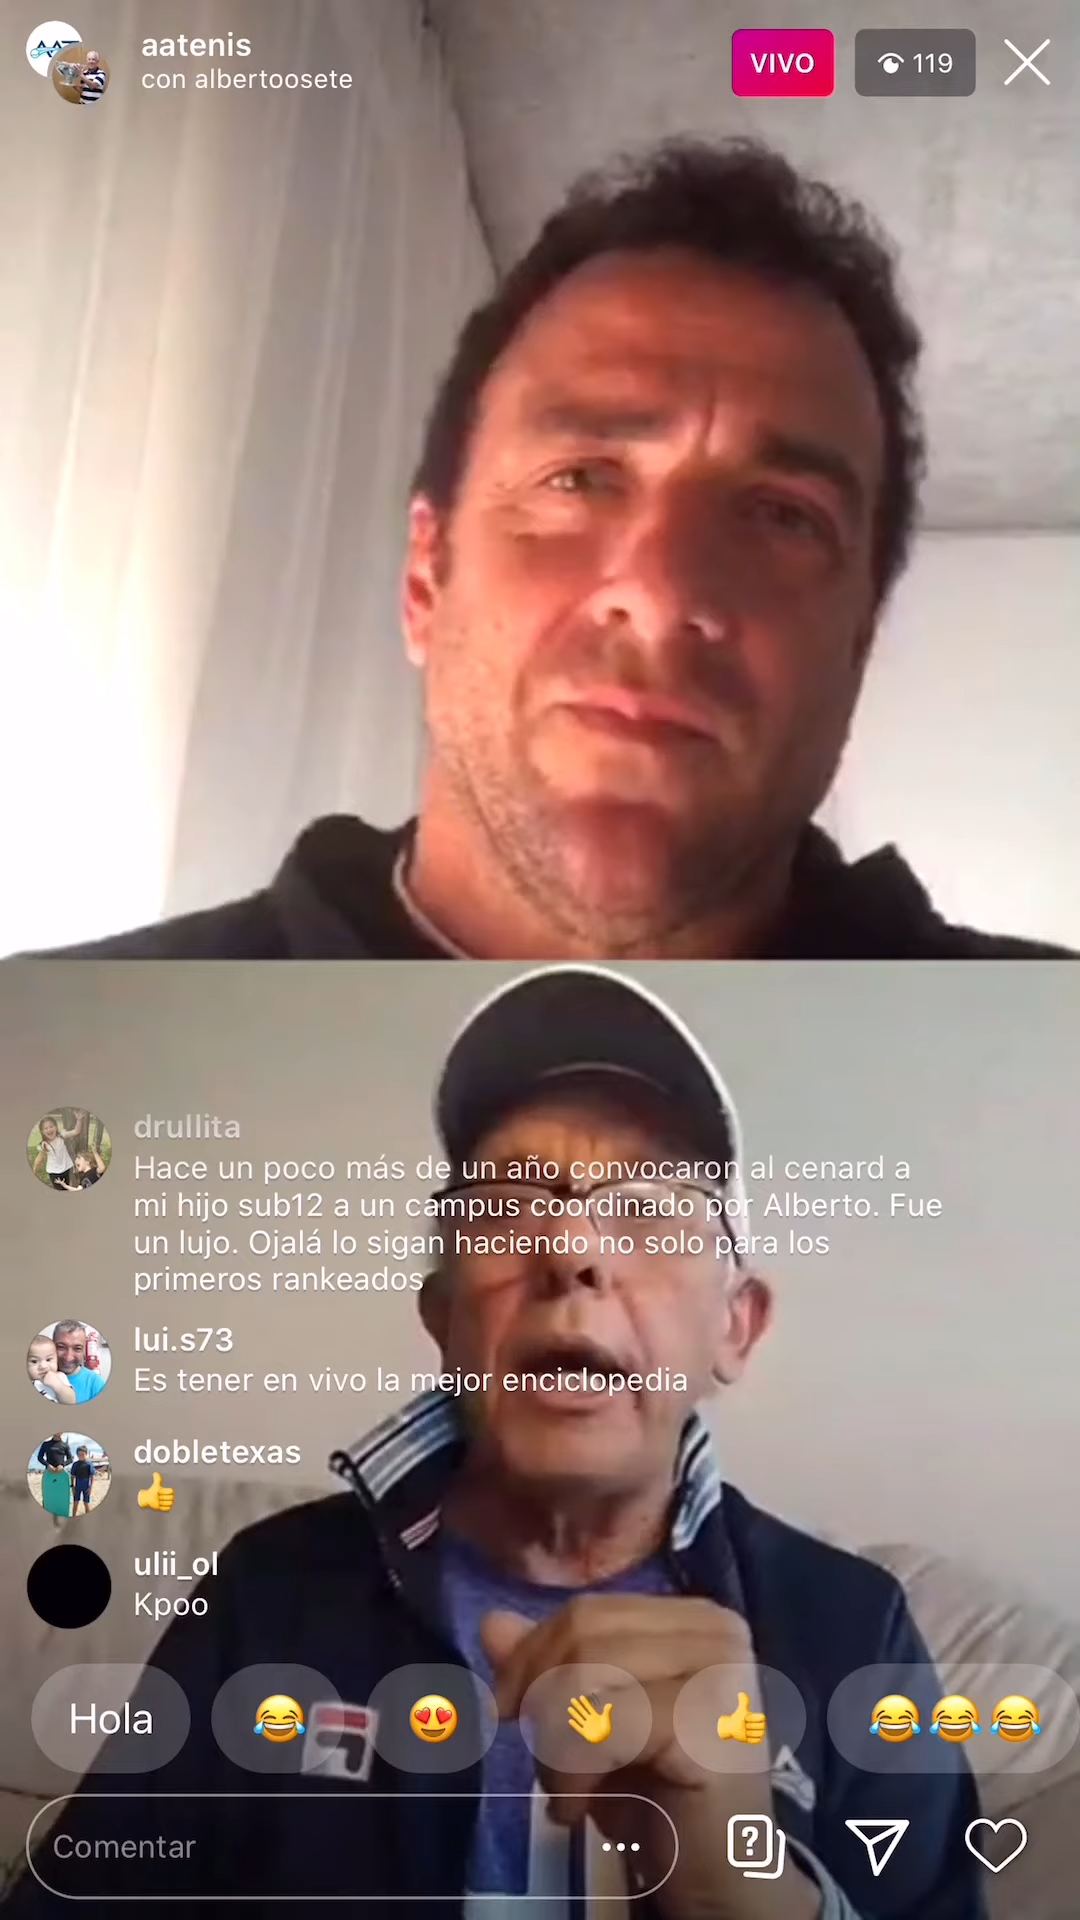 aatenis
con albertoosete
VIVO
119
drullita
Hace un poco más de un año convocaron al cenard a
mi hijo sub12 a un campus coordinado por Alberto. Fue
un lujo. Ojalá lo sigan haciendo no solo para los
primeros rankeados
lui.s73
Es tener en vivo la mejor enciclopedia
dobletexas
👍
ulii_ol
Kpoo
Hola 😂 😍 👋 👍 😂😂😂
Comentar